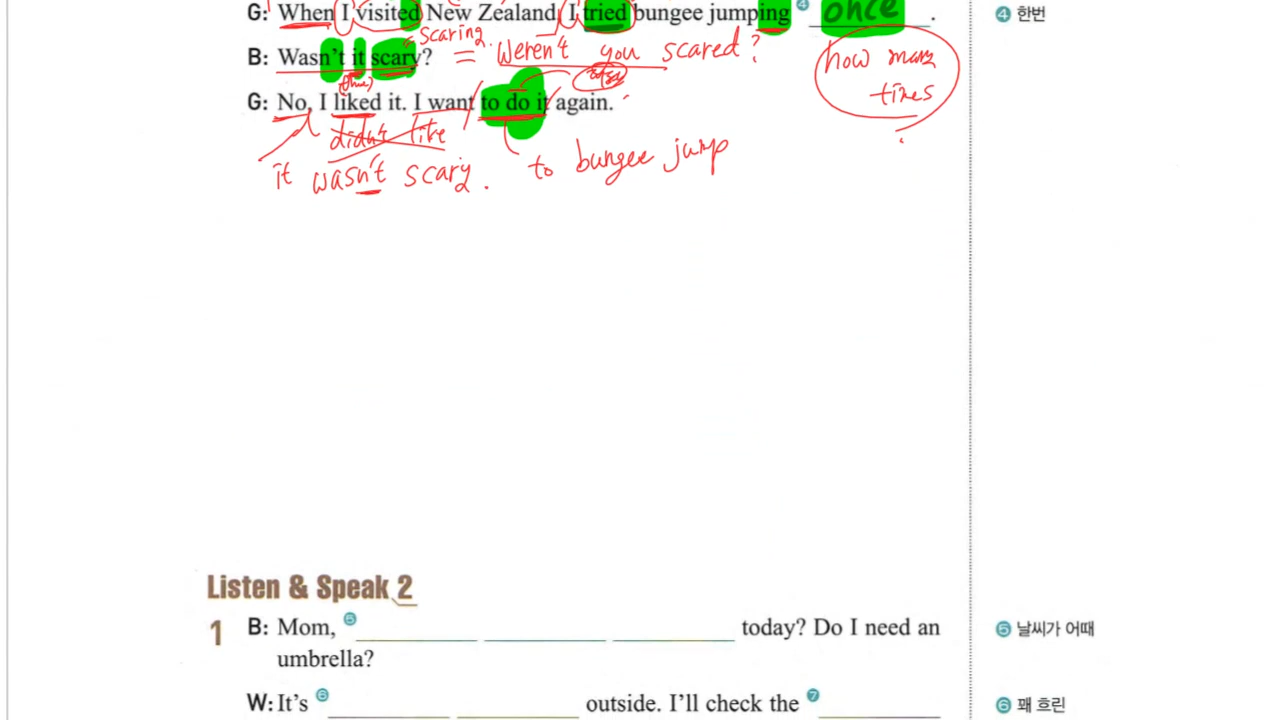 G: When I visited New Zealand, I tried bungee jumping ④ once .
④ 한번
scaring
B: Wasn't it scary? = Weren't you scared?
how many times
G: No, I liked it. I want to do it again.
didn't like
it wasn't scary. to bungee jump
Listen & Speak 2
1 B: Mom, ⑤ today? Do I need an
⑤ 날씨가 어때
umbrella?
W: It's ⑥ outside. I'll check the ⑦
⑥ 꽤 흐린